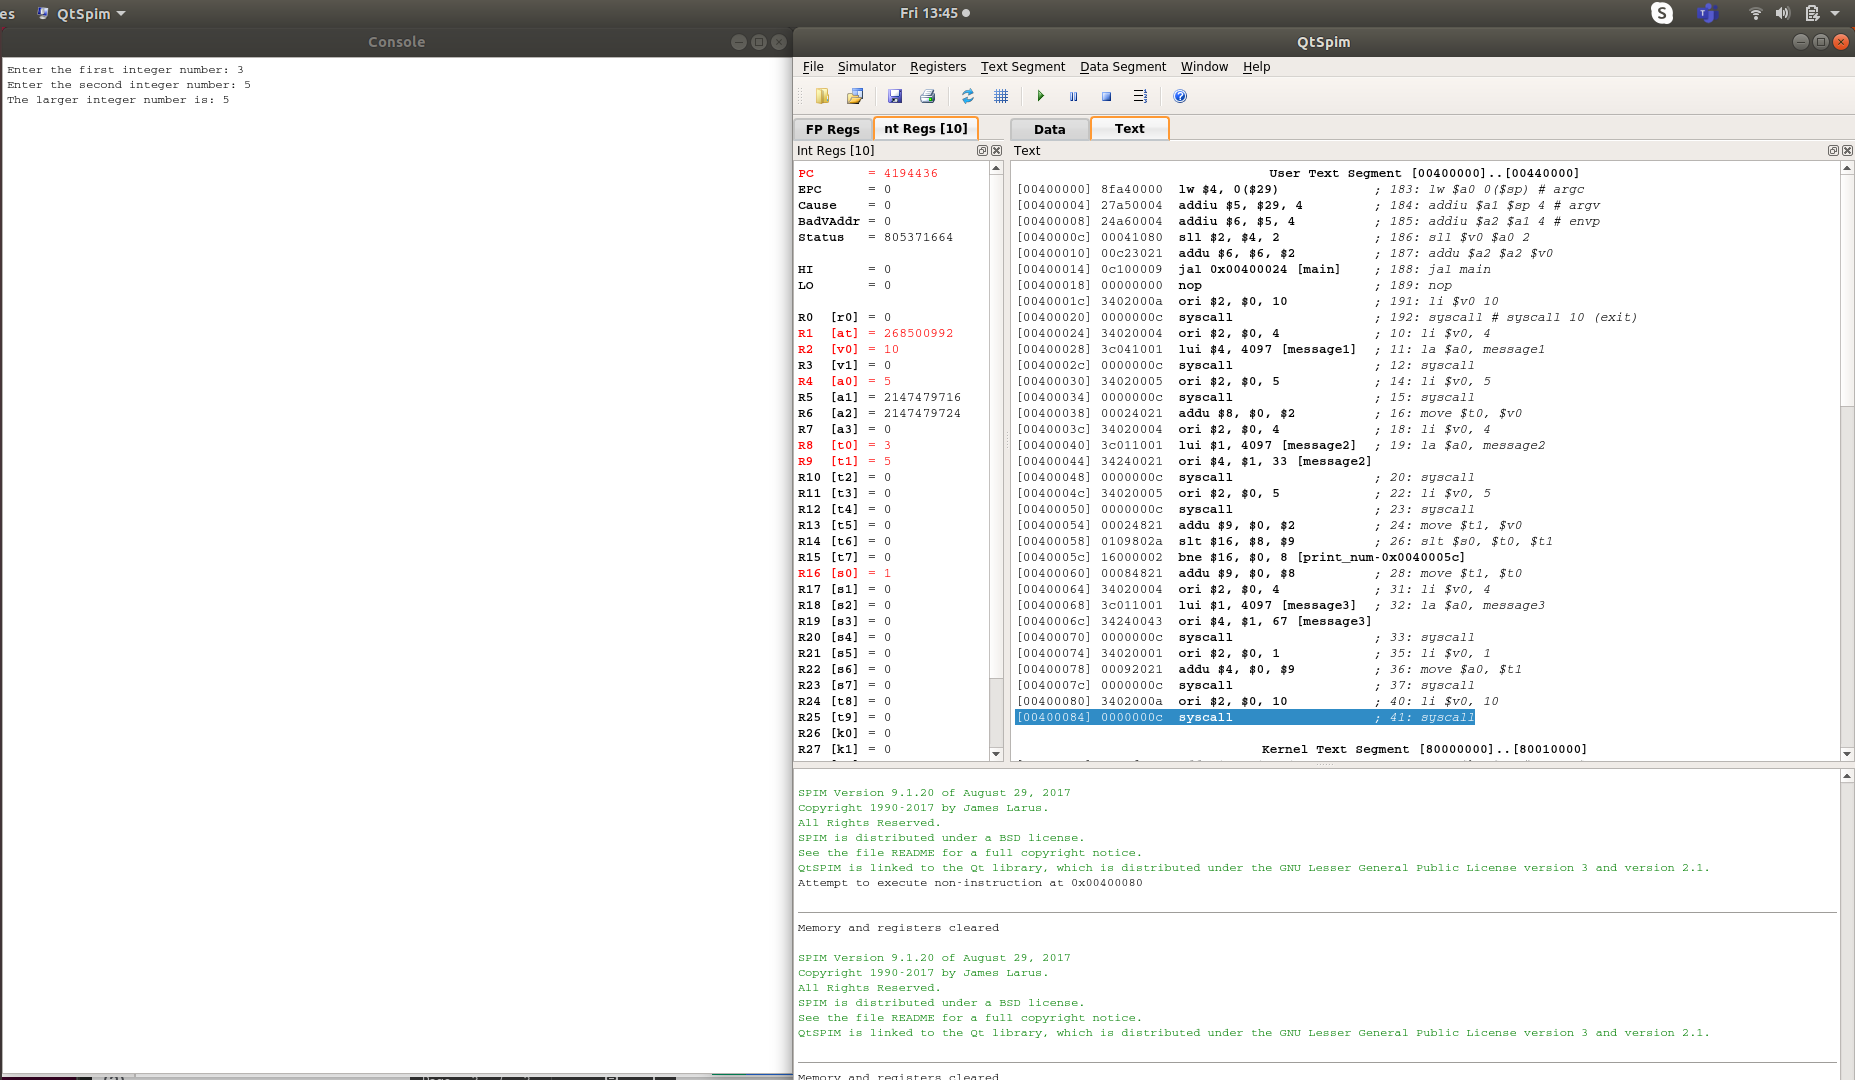 es QtSpim Fri 13:45
Console
Enter the first integer number: 3
Enter the second integer number: 5
The larger integer number is: 5
QtSpim
File Simulator Registers Text Segment Data Segment Window Help
FP Regs nt Regs [10] Data Text
Int Regs [10]
PC = 4194436
EPC = 0
Cause = 0
BadVAddr = 0
Status = 805371664
HI = 0
LO = 0
R0 [r0] = 0
R1 [at] = 268500992
R2 [v0] = 10
R3 [v1] = 0
R4 [a0] = 5
R5 [a1] = 2147479716
R6 [a2] = 2147479724
R7 [a3] = 0
R8 [t0] = 3
R9 [t1] = 5
R10 [t2] = 0
R11 [t3] = 0
R12 [t4] = 0
R13 [t5] = 0
R14 [t6] = 0
R15 [t7] = 0
R16 [s0] = 1
R17 [s1] = 0
R18 [s2] = 0
R19 [s3] = 0
R20 [s4] = 0
R21 [s5] = 0
R22 [s6] = 0
R23 [s7] = 0
R24 [t8] = 0
R25 [t9] = 0
R26 [k0] = 0
R27 [k1] = 0
Text
User Text Segment [00400000]..[00440000]
[00400000] 8fa40000 lw $4, 0($29) ; 183: lw $a0 0($sp) # argc
[00400004] 27a50004 addiu $5, $29, 4 ; 184: addiu $a1 $sp 4 # argv
[00400008] 24a60004 addiu $6, $5, 4 ; 185: addiu $a2 $a1 4 # envp
[0040000c] 00041080 sll $2, $4, 2 ; 186: sll $v0 $a0 2
[00400010] 00c23021 addu $6, $6, $2 ; 187: addu $a2 $a2 $v0
[00400014] 0c100009 jal 0x00400024 [main] ; 188: jal main
[00400018] 00000000 nop ; 189: nop
[0040001c] 3402000a ori $2, $0, 10 ; 191: li $v0 10
[00400020] 0000000c syscall ; 192: syscall # syscall 10 (exit)
[00400024] 34020004 ori $2, $0, 4 ; 10: li $v0, 4
[00400028] 3c041001 lui $4, 4097 [message1] ; 11: la $a0, message1
[0040002c] 0000000c syscall ; 12: syscall
[00400030] 34020005 ori $2, $0, 5 ; 14: li $v0, 5
[00400034] 0000000c syscall ; 15: syscall
[00400038] 00024021 addu $8, $0, $2 ; 16: move $t0, $v0
[0040003c] 34020004 ori $2, $0, 4 ; 18: li $v0, 4
[00400040] 3c011001 lui $1, 4097 [message2] ; 19: la $a0, message2
[00400044] 34240021 ori $4, $1, 33 [message2]
[00400048] 0000000c syscall ; 20: syscall
[0040004c] 34020005 ori $2, $0, 5 ; 22: li $v0, 5
[00400050] 0000000c syscall ; 23: syscall
[00400054] 00024821 addu $9, $0, $2 ; 24: move $t1, $v0
[00400058] 0109802a slt $16, $8, $9 ; 26: slt $s0, $t0, $t1
[0040005c] 16000002 bne $16, $0, 8 [print_num-0x0040005c]
[00400060] 00084821 addu $9, $0, $8 ; 28: move $t1, $t0
[00400064] 34020004 ori $2, $0, 4 ; 31: li $v0, 4
[00400068] 3c011001 lui $1, 4097 [message3] ; 32: la $a0, message3
[0040006c] 34240043 ori $4, $1, 67 [message3]
[00400070] 0000000c syscall ; 33: syscall
[00400074] 34020001 ori $2, $0, 1 ; 35: li $v0, 1
[00400078] 00092021 addu $4, $0, $9 ; 36: move $a0, $t1
[0040007c] 0000000c syscall ; 37: syscall
[00400080] 3402000a ori $2, $0, 10 ; 40: li $v0, 10
[00400084] 0000000c syscall ; 41: syscall
Kernel Text Segment [80000000]..[80010000]
SPIM Version 9.1.20 of August 29, 2017
Copyright 1990-2017 by James Larus.
All Rights Reserved.
SPIM is distributed under a BSD license.
See the file README for a full copyright notice.
QtSPIM is linked to the Qt library, which is distributed under the GNU Lesser General Public License version 3 and version 2.1.
Attempt to execute non-instruction at 0x00400080
Memory and registers cleared
SPIM Version 9.1.20 of August 29, 2017
Copyright 1990-2017 by James Larus.
All Rights Reserved.
SPIM is distributed under a BSD license.
See the file README for a full copyright notice.
QtSPIM is linked to the Qt library, which is distributed under the GNU Lesser General Public License version 3 and version 2.1.
Memory and registers cleared